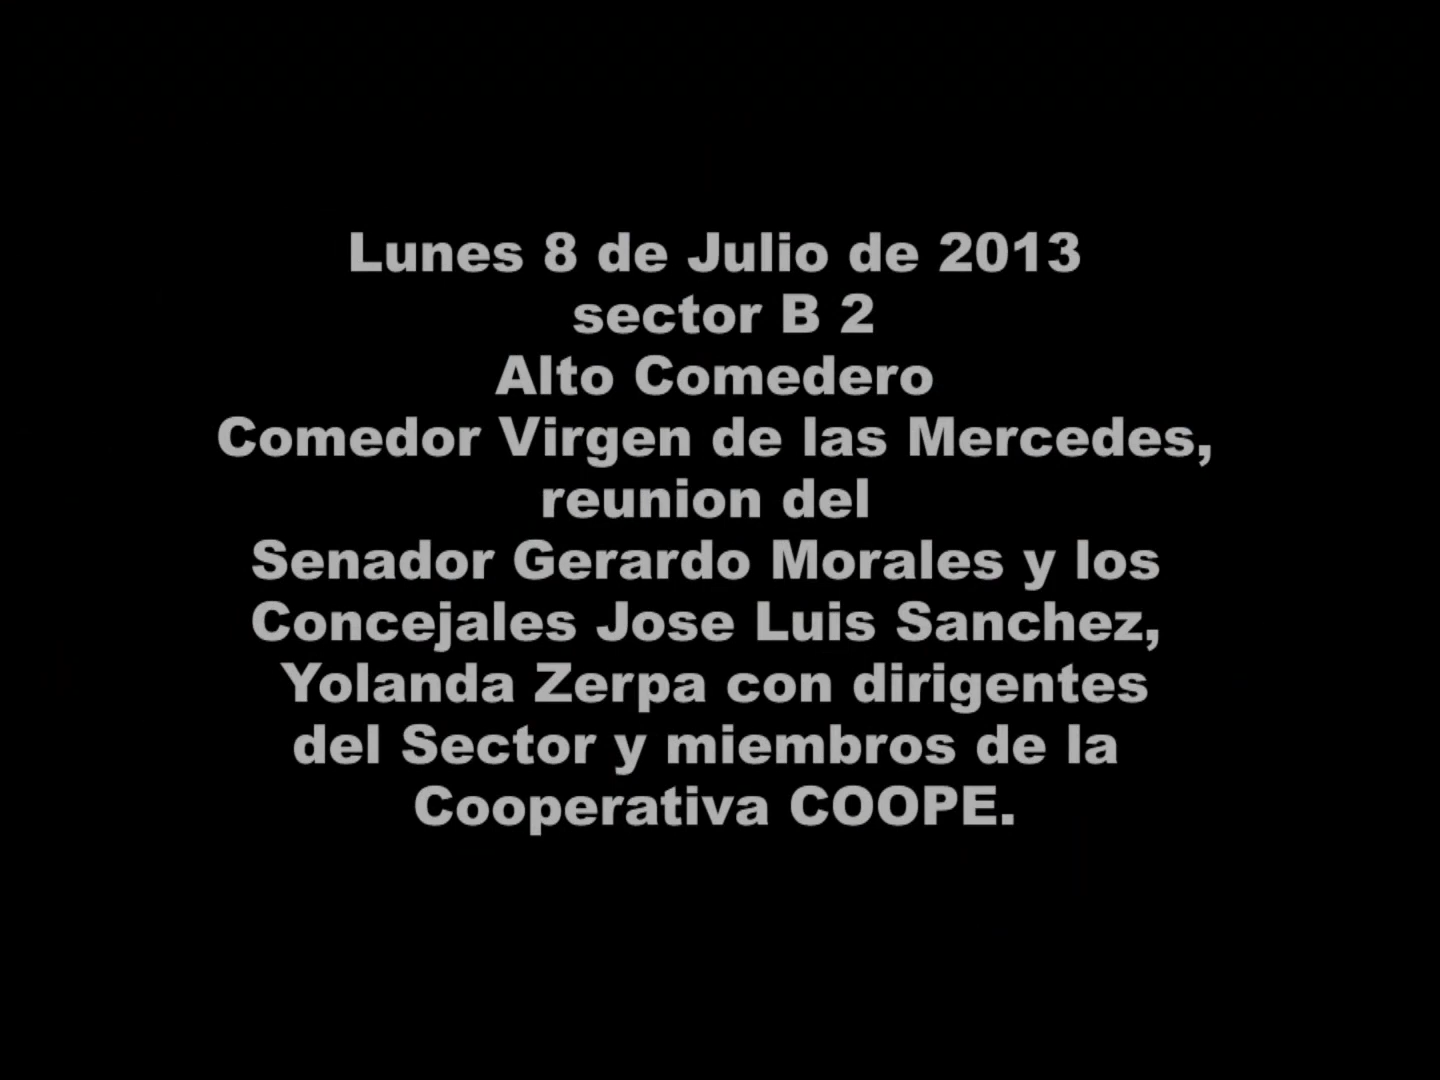 Lunes 8 de Julio de 2013
sector B 2
Alto Comedero
Comedor Virgen de las Mercedes,
reunion del
Senador Gerardo Morales y los
Concejales Jose Luis Sanchez,
Yolanda Zerpa con dirigentes
del Sector y miembros de la
Cooperativa COOPE.